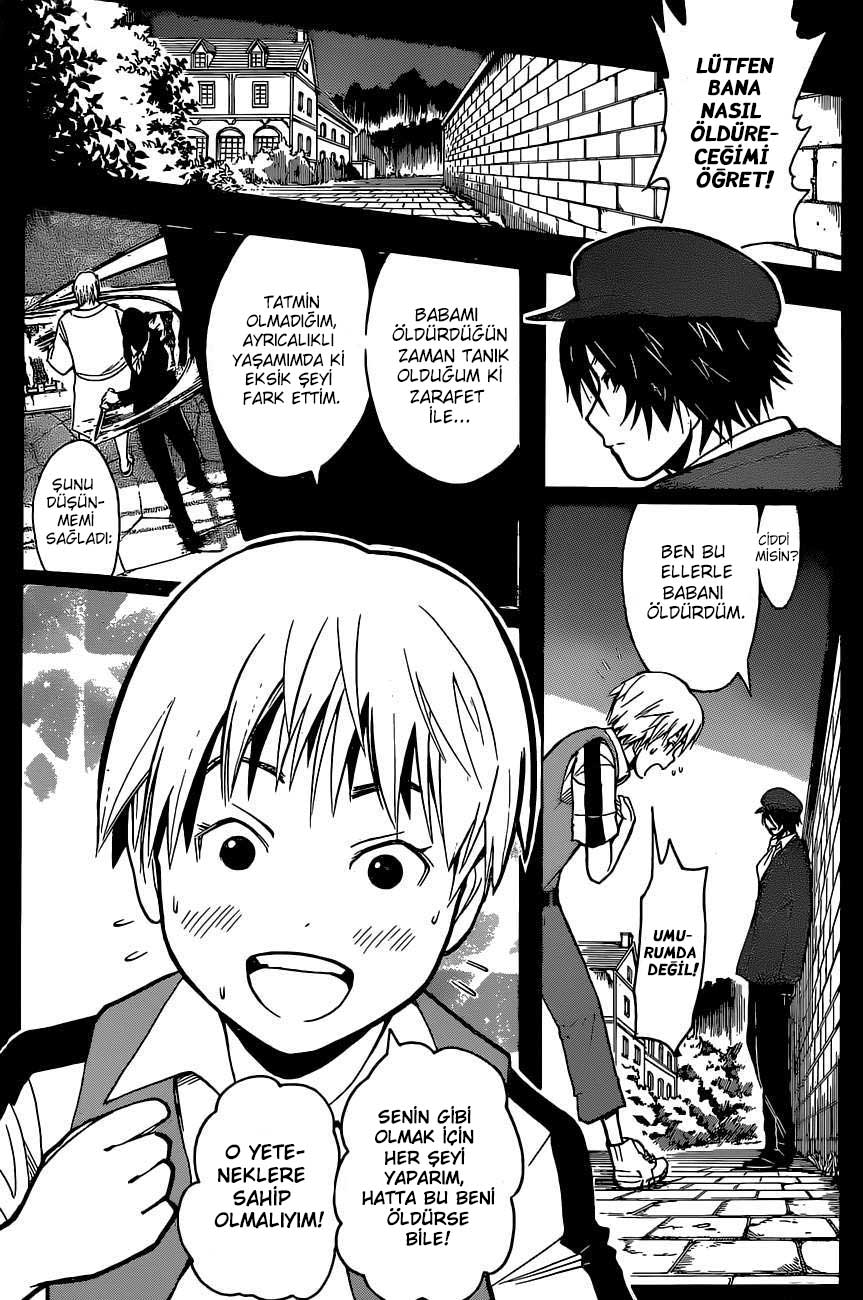 LÜTFEN
BANA
NASIL
ÖLDÜRE-
CEĞİMİ
ÖĞRET!
BABAMI
ÖLDÜRDÜĞÜN
ZAMAN TANIK
OLDUĞUM Kİ
ZARAFET
İLE...
TATMİN
OLMADIĞIM,
AYRICALIKLI
YAŞAMIMDA Kİ
EKSİK ŞEYİ
FARK ETTİM.
ŞUNU
DÜŞÜN-
MEMİ
SAĞLADI:
CİDDİ
MİSİN?
BEN BU
ELLERLE
BABANI
ÖLDÜRDÜM.
UMU-
RUMDA
DEĞİL!
SENİN GİBİ
OLMAK İÇİN
HER ŞEYİ
YAPARIM,
HATTA BU BENİ
ÖLDÜRSE
BİLE!
O YETE-
NEKLERE
SAHİP
OLMALIYIM!